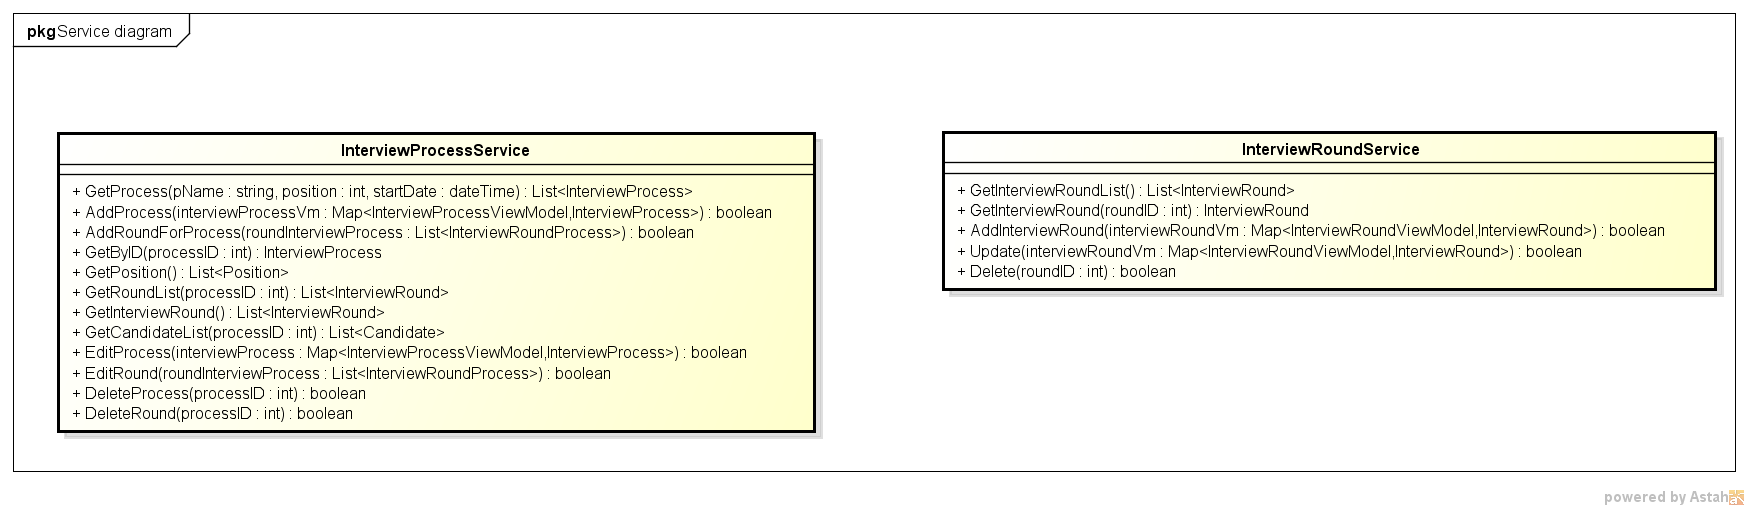 pkg Service diagram
InterviewProcessService
+ GetProcess(pName : string, position : int, startDate : dateTime) : List<InterviewProcess>
+ AddProcess(interviewProcessVm : Map<InterviewProcessViewModel,InterviewProcess>) : boolean
+ AddRoundForProcess(roundInterviewProcess : List<InterviewRoundProcess>) : boolean
+ GetByID(processID : int) : InterviewProcess
+ GetPosition() : List<Position>
+ GetRoundList(processID : int) : List<InterviewRound>
+ GetInterviewRound() : List<InterviewRound>
+ GetCandidateList(processID : int) : List<Candidate>
+ EditProcess(interviewProcess : Map<InterviewProcessViewModel,InterviewProcess>) : boolean
+ EditRound(roundInterviewProcess : List<InterviewRoundProcess>) : boolean
+ DeleteProcess(processID : int) : boolean
+ DeleteRound(processID : int) : boolean
InterviewRoundService
+ GetInterviewRoundList() : List<InterviewRound>
+ GetInterviewRound(roundID : int) : InterviewRound
+ AddInterviewRound(interviewRoundVm : Map<InterviewRoundViewModel,InterviewRound>) : boolean
+ Update(interviewRoundVm : Map<InterviewRoundViewModel,InterviewRound>) : boolean
+ Delete(roundID : int) : boolean
powered by Astah